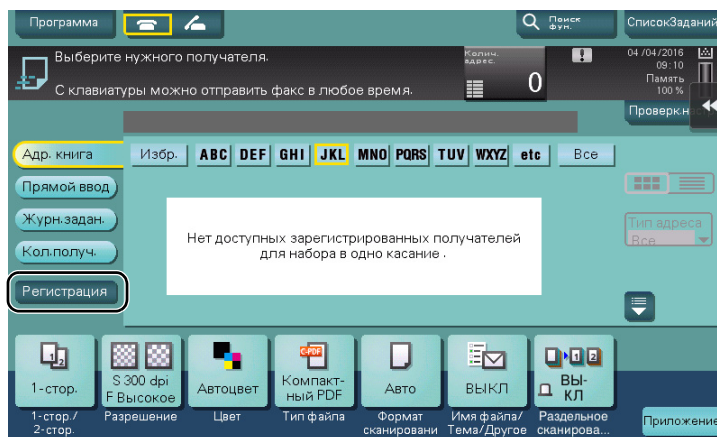 Программа
Поиск фун.
СписокЗаданий
Выберите нужного получателя.
С клавиатуры можно отправить факс в любое время.
Колич. адрес.
0
04/04/2016
09:10
Память
100 %
Адр. книга
Избр. ABC DEF GHI JKL MNO PQRS TUV WXYZ etc Все
Прямой ввод
Журн.задан.
Кол.получ.
Регистрация
Нет доступных зарегистрированных получателей
для набора в одно касание .
Тип адреса
Все
1-стор.
S 300 dpi
F Высокое
Автоцвет
Компакт-
ный PDF
Авто
ВЫКЛ
ВЫ-
КЛ
1-стор./
2-стор.
Разрешение
Цвет
Тип файла
Формат
сканировани
Имя файла/
Тема/Другое
Раздельное
сканирова...
Приложение